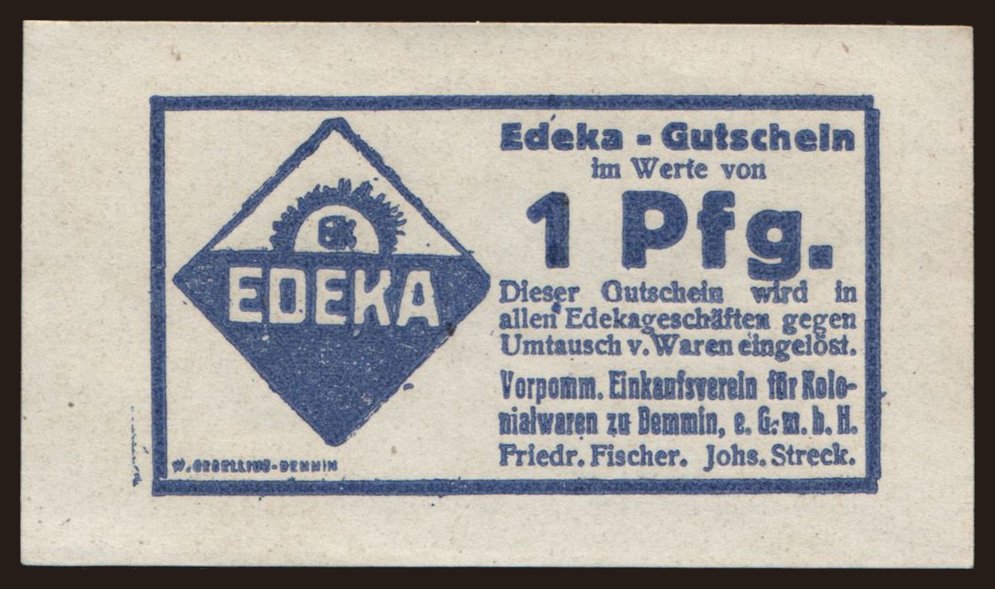 EK
EDEKA
W. GESELLIUS-DEMMIN
Edeka - Gutschein
im Werte von
1 Pfg.
Dieser Gutschein wird in
allen Edekageschäften gegen
Umtausch v. Waren eingelöst.
Vorpomm. Einkaufsverein für Kolo-
nialwaren zu Demmin, e. G. m. b. H.
Friedr. Fischer. Johs. Streck.